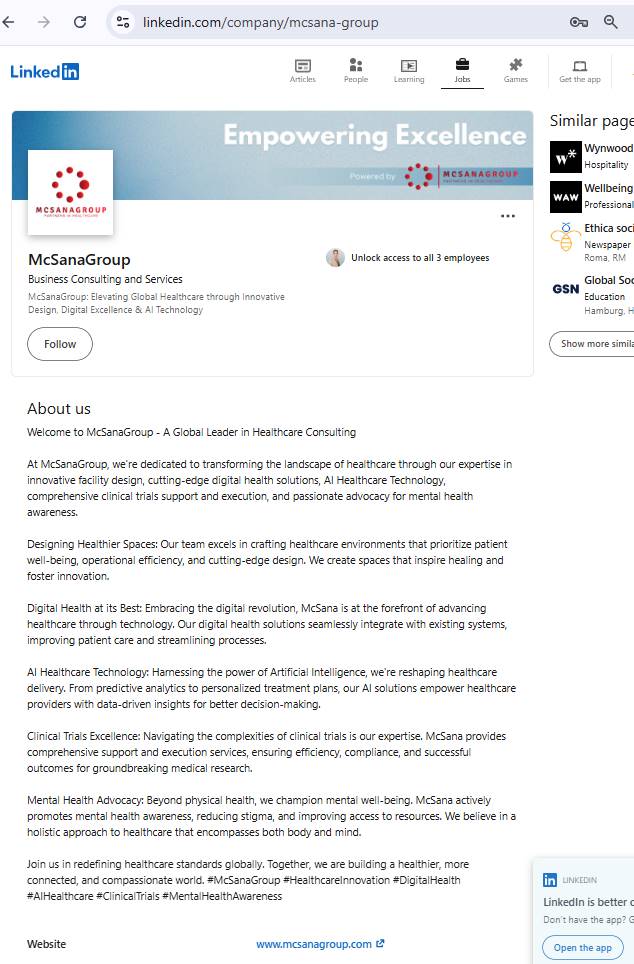 linkedin.com/company/mcsana-group
Linked in
Articles
People
Learning
Jobs
Games
Get the app
Empowering Excellence
Powered by
MCSANAGROUP
PARTNERS IN HEALTHCARE
MCSANAGROUP
PARTNERS IN HEALTHCARE
McSanaGroup
Unlock access to all 3 employees
Business Consulting and Services
McSanaGroup: Elevating Global Healthcare through Innovative
Design, Digital Excellence & AI Technology
Follow
About us
Welcome to McSanaGroup - A Global Leader in Healthcare Consulting
At McSanaGroup, we're dedicated to transforming the landscape of healthcare through our expertise in
innovative facility design, cutting-edge digital health solutions, AI Healthcare Technology,
comprehensive clinical trials support and execution, and passionate advocacy for mental health
awareness.
Designing Healthier Spaces: Our team excels in crafting healthcare environments that prioritize patient
well-being, operational efficiency, and cutting-edge design. We create spaces that inspire healing and
foster innovation.
Digital Health at its Best: Embracing the digital revolution, McSana is at the forefront of advancing
healthcare through technology. Our digital health solutions seamlessly integrate with existing systems,
improving patient care and streamlining processes.
AI Healthcare Technology: Harnessing the power of Artificial Intelligence, we're reshaping healthcare
delivery. From predictive analytics to personalized treatment plans, our AI solutions empower healthcare
providers with data-driven insights for better decision-making.
Clinical Trials Excellence: Navigating the complexities of clinical trials is our expertise. McSana provides
comprehensive support and execution services, ensuring efficiency, compliance, and successful
outcomes for groundbreaking medical research.
Mental Health Advocacy: Beyond physical health, we champion mental well-being. McSana actively
promotes mental health awareness, reducing stigma, and improving access to resources. We believe in a
holistic approach to healthcare that encompasses both body and mind.
Join us in redefining healthcare standards globally. Together, we are building a healthier, more
connected, and compassionate world. #McSanaGroup #HealthcareInnovation #DigitalHealth
#AIHealthcare #ClinicalTrials #MentalHealthAwareness
Website
www.mcsanagroup.com
Similar page
w*
Wynwood
Hospitality
WAW
Wellbeing
Professional
Ethica soci
Newspaper
Roma, RM
GSN
Global Soc
Education
Hamburg, H
Show more simila
in LINKEDIN
LinkedIn is better o
Don't have the app? G
Open the app